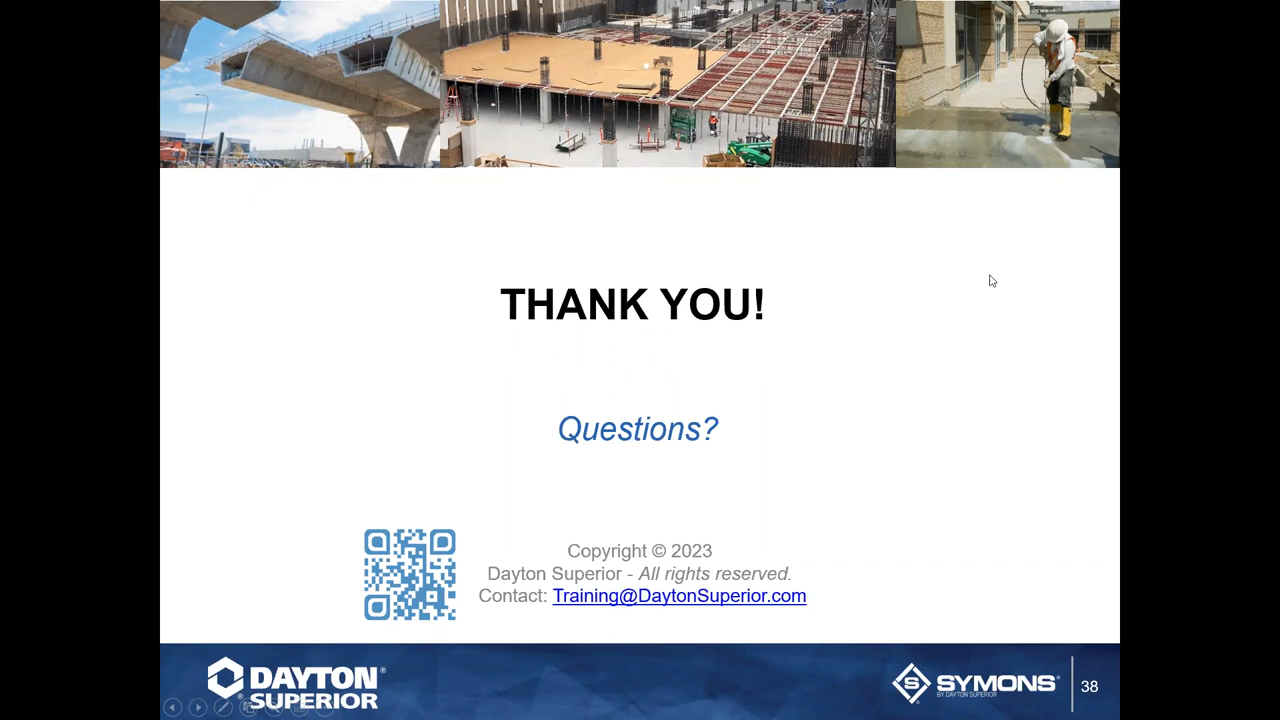 THANK YOU!
Questions?
Copyright © 2023
Dayton Superior - All rights reserved.
Contact: Training@DaytonSuperior.com
DAYTON®
SUPERIOR®
SYMONS®
BY DAYTON SUPERIOR
38